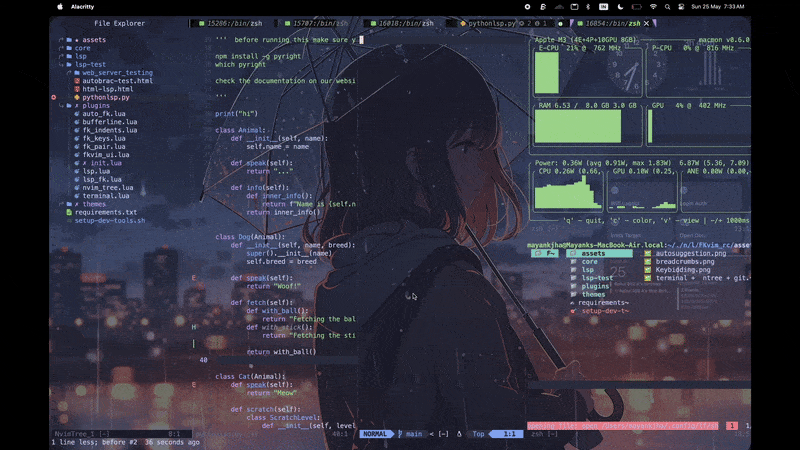 Alacritty
Sun 25 May 7:33 AM
File Explorer
15286:/bin/zsh
15707:/bin/zsh
16018:/bin/zsh
pythonlsp.py
16854:/bin/zsh
★ assets
core
lsp
lsp-test
web_server_testing
autobrac-test.html
html-lsp.html
pythonlsp.py
plugins
auto_fk.lua
bufferline.lua
fk_indents.lua
fk_keys.lua
fk_pair.lua
fkvim_ui.lua
init.lua
lsp.lua
lsp_fk.lua
nvim_tree.lua
terminal.lua
themes
requirements.txt
setup-dev-tools.sh
NvimTree_1 [-] 8:1
1 line less; before #2 36 seconds ago
''' before running this make sure y
npm install -g pyright
which pyright
check the documentation on our websi
'''
print("hi")
class Animal:
def __init__(self, name):
self.name = name
def speak(self):
return "..."
def info(self):
def inner_info():
return f"Name is {self.n
return inner_info()
class Dog(Animal):
def __init__(self, name, breed):
super().__init__(name)
self.breed = breed
E def speak(self):
return "Woof!"
def fetch(self):
def with_ball():
return "Fetching the bal
H def with_stick():
return "Fetching the sti
40 return with_ball()
class Cat(Animal):
E def speak(self):
return "Meow"
def scratch(self):
class ScratchLevel:
def __init__(self, level
40:1
NORMAL main < [-] Top 1:1
Apple M3 (4E+4P+10GPU 8GB) macmon v0.6.0
E-CPU 21% @ 762 MHz P-CPU 0% @ 816 MHz
RAM 6.53 / 8.0 GB 3.0 GB GPU 4% @ 402 MHz
Power: 0.36W (avg 0.91W, max 1.83W) 6.87W (5.36, 7.09)
CPU 0.26W (0.66, GPU 0.10W (0.25, ANE 0.00W (0.00,
'q' – quit, 'c' – color, 'v' – view | -/+ 1000ms
mayankjha@Mayanks-MacBook-Air.local:~/./n/l/FKvim_rc/asse
F~ assets autosuggestion.png
core breadcrumbs.png
lsp Keybidding.png
lsp-test terminal + ntree + git.
plugins
themes
requirements~
setup-dev-t~
Opening files open /Users/mayankjha/.config/lf/sh 1
zsh [-]